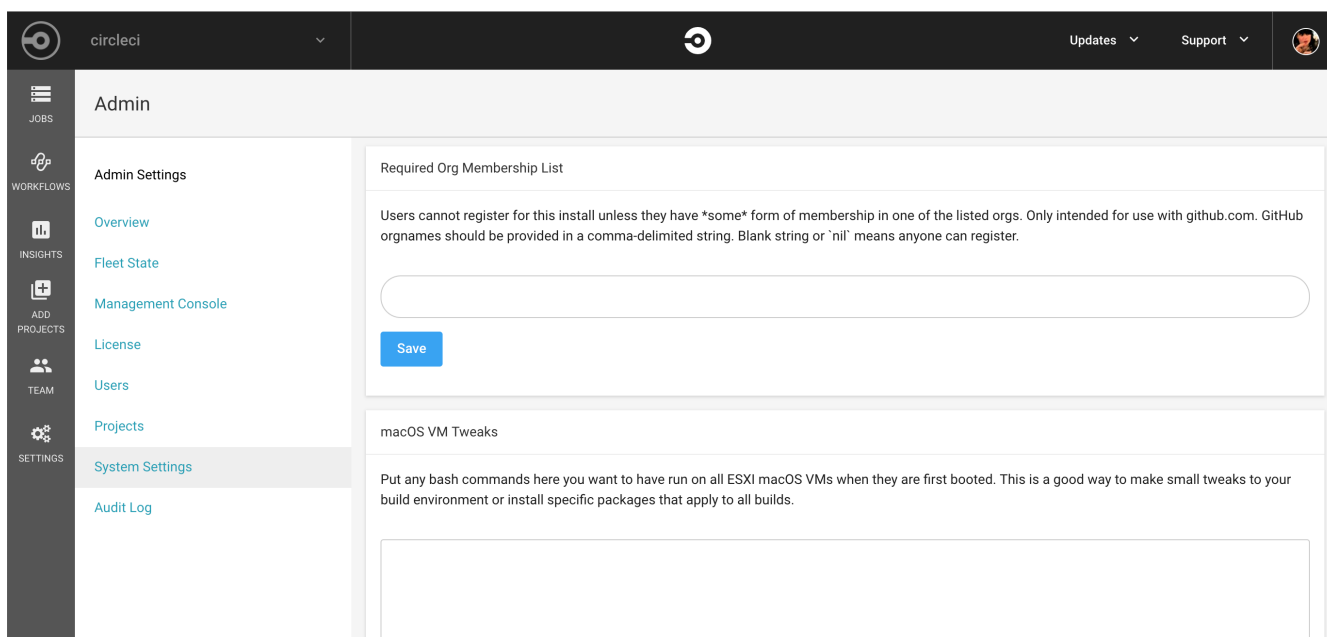 circleci
Updates
Support
JOBS
WORKFLOWS
INSIGHTS
ADD
PROJECTS
TEAM
SETTINGS
Admin
Admin Settings
Overview
Fleet State
Management Console
License
Users
Projects
System Settings
Audit Log
Required Org Membership List
Users cannot register for this install unless they have *some* form of membership in one of the listed orgs. Only intended for use with github.com. GitHub
orgnames should be provided in a comma-delimited string. Blank string or `nil` means anyone can register.
Save
macOS VM Tweaks
Put any bash commands here you want to have run on all ESXI macOS VMs when they are first booted. This is a good way to make small tweaks to your
build environment or install specific packages that apply to all builds.